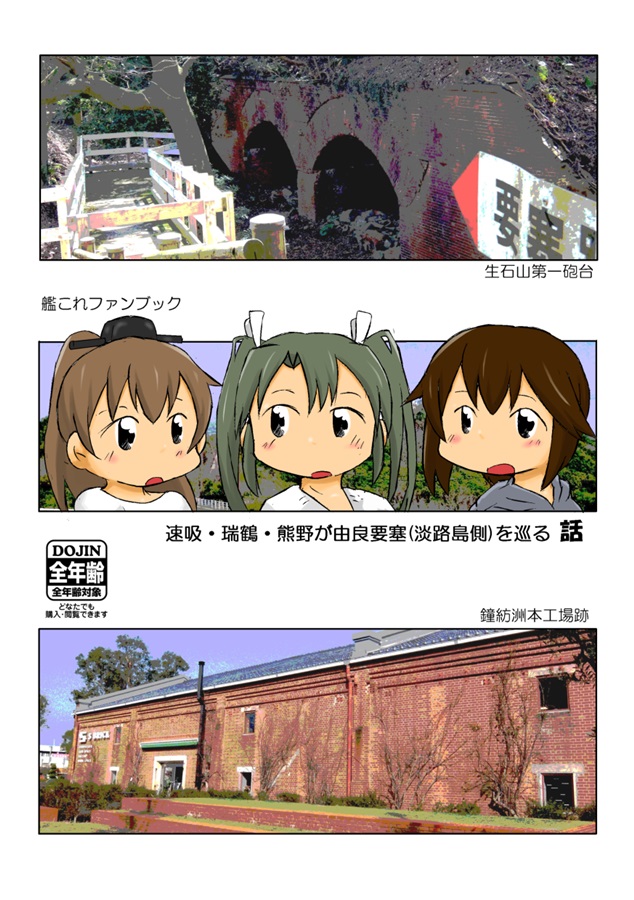 要塞
生石山第一砲台
艦これファンブック
速吸・瑞鶴・熊野が由良要塞(淡路島側)を巡る 話
DOJIN
全年齢
全年齢対象
どなたでも
購入・閲覧できます
鐘紡洲本工場跡
S BRICK